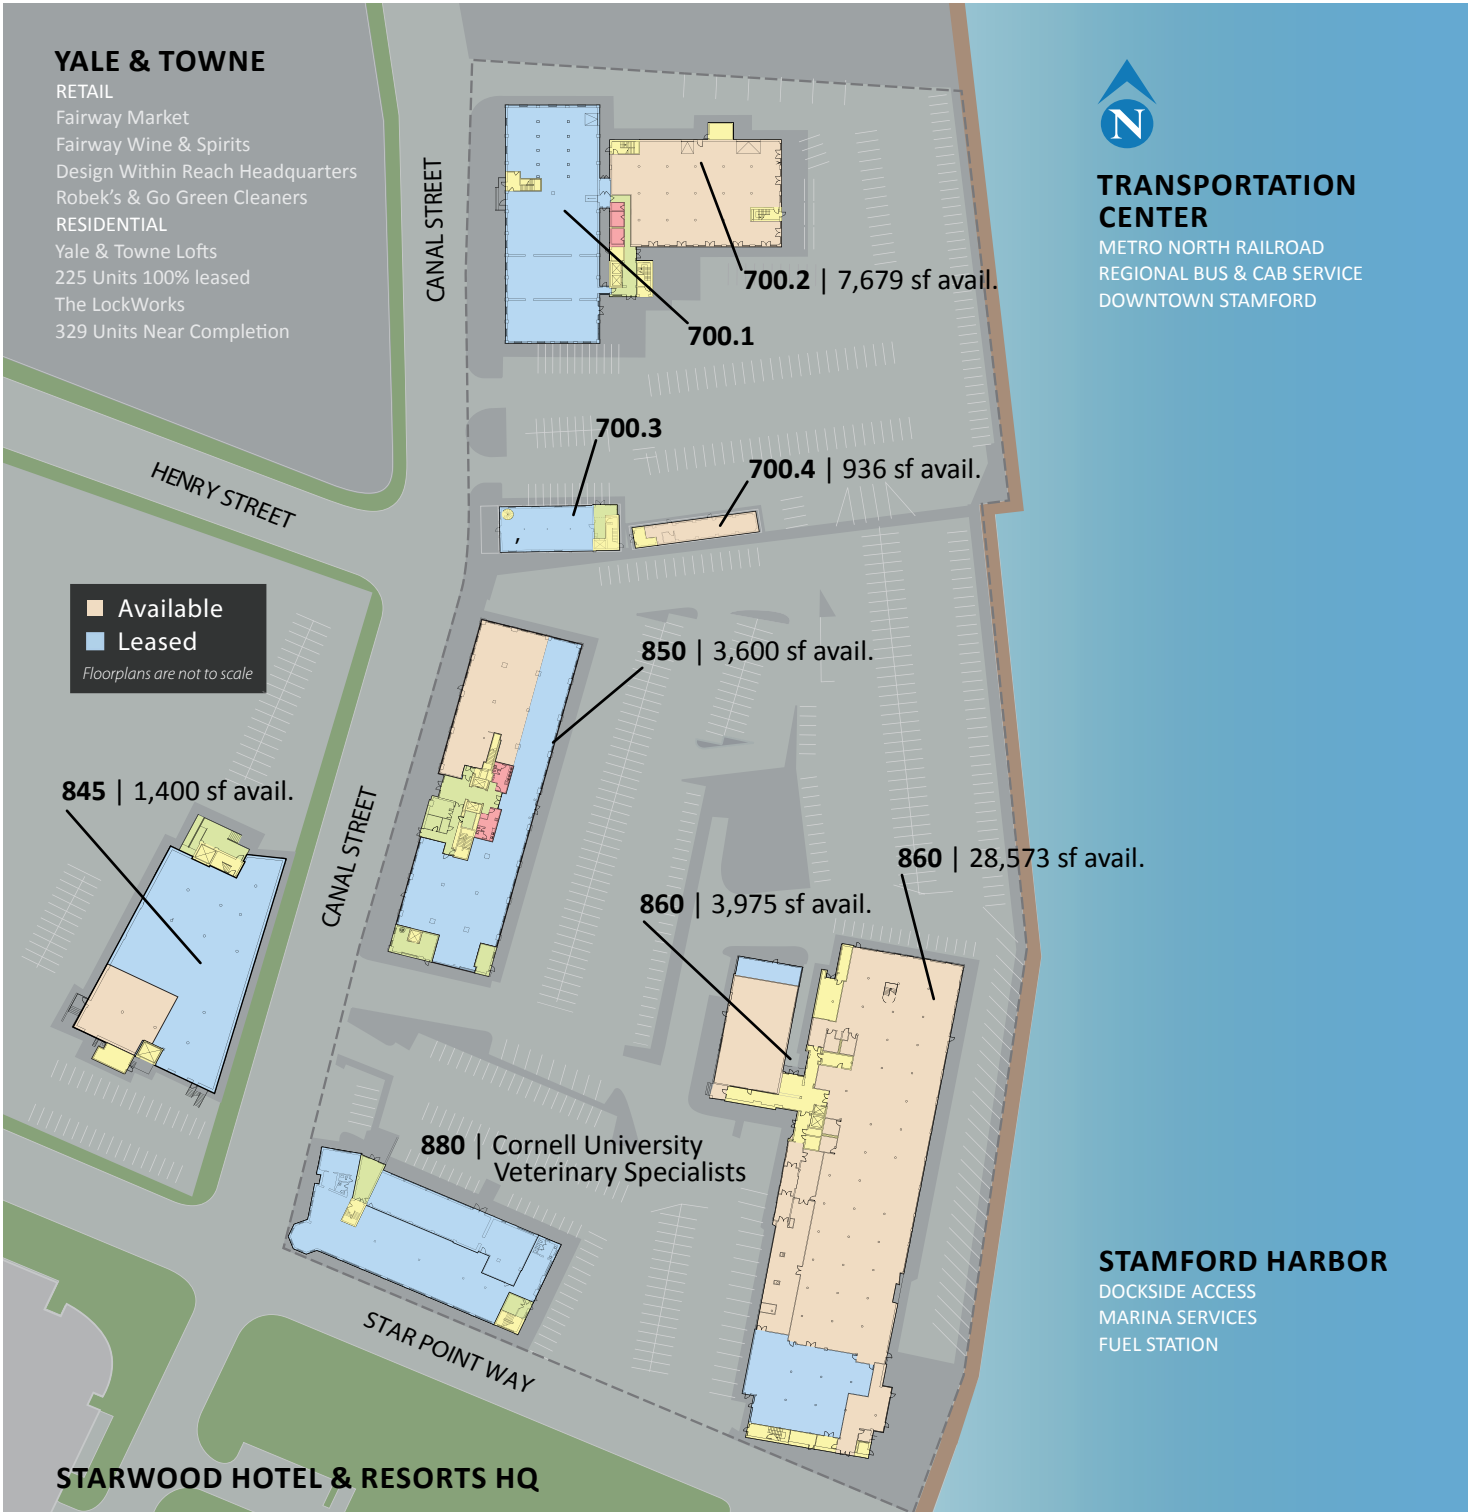 YALE & TOWNE
RETAIL
Fairway Market
Fairway Wine & Spirits
Design Within Reach Headquarters
Robek's & Go Green Cleaners
RESIDENTIAL
Yale & Towne Lofts
225 Units 100% leased
The LockWorks
329 Units Near Completion
N
TRANSPORTATION
CENTER
METRO NORTH RAILROAD
REGIONAL BUS & CAB SERVICE
DOWNTOWN STAMFORD
CANAL STREET
700.2 | 7,679 sf avail.
700.1
700.3
700.4 | 936 sf avail.
HENRY STREET
,
Available
Leased
Floorplans are not to scale
850 | 3,600 sf avail.
845 | 1,400 sf avail.
CANAL STREET
860 | 28,573 sf avail.
860 | 3,975 sf avail.
880 | Cornell University
Veterinary Specialists
STAR POINT WAY
STAMFORD HARBOR
DOCKSIDE ACCESS
MARINA SERVICES
FUEL STATION
STARWOOD HOTEL & RESORTS HQ